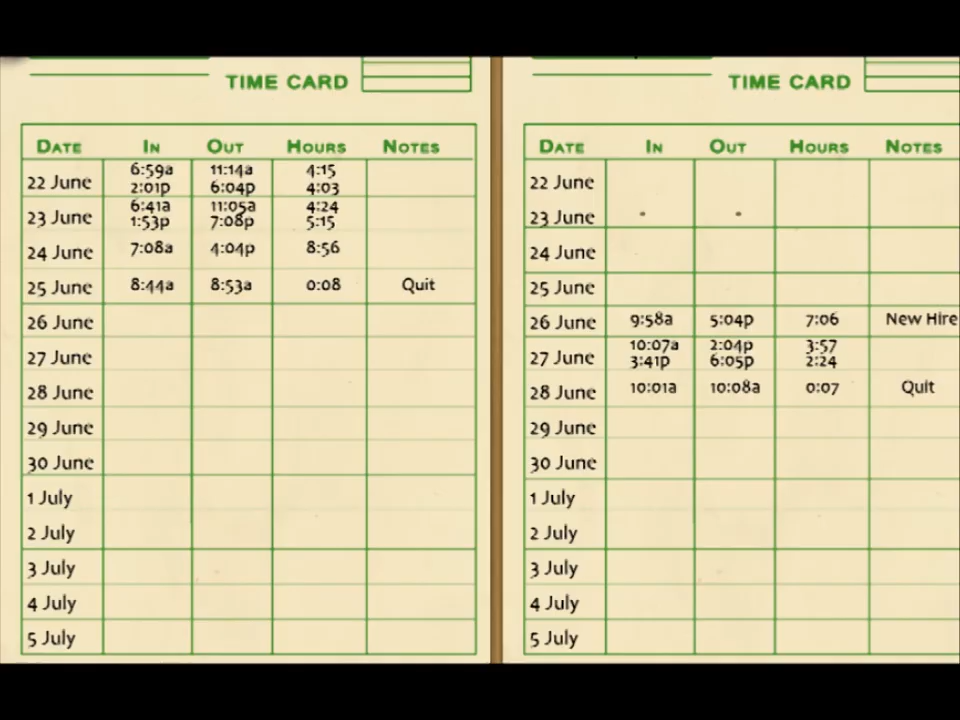 TIME CARD
DATE IN OUT HOURS NOTES
22 June 6:59a 11:14a 4:15
2:01p 6:04p 4:03
23 June 6:41a 11:05a 4:24
1:53p 7:08p 5:15
24 June 7:08a 4:04p 8:56
25 June 8:44a 8:53a 0:08 Quit
26 June
27 June
28 June
29 June
30 June
1 July
2 July
3 July
4 July
5 July
TIME CARD
DATE IN OUT HOURS NOTES
22 June
23 June
24 June
25 June
26 June 9:58a 5:04p 7:06 New Hire
27 June 10:07a 2:04p 3:57
3:41p 6:05p 2:24
28 June 10:01a 10:08a 0:07 Quit
29 June
30 June
1 July
2 July
3 July
4 July
5 July